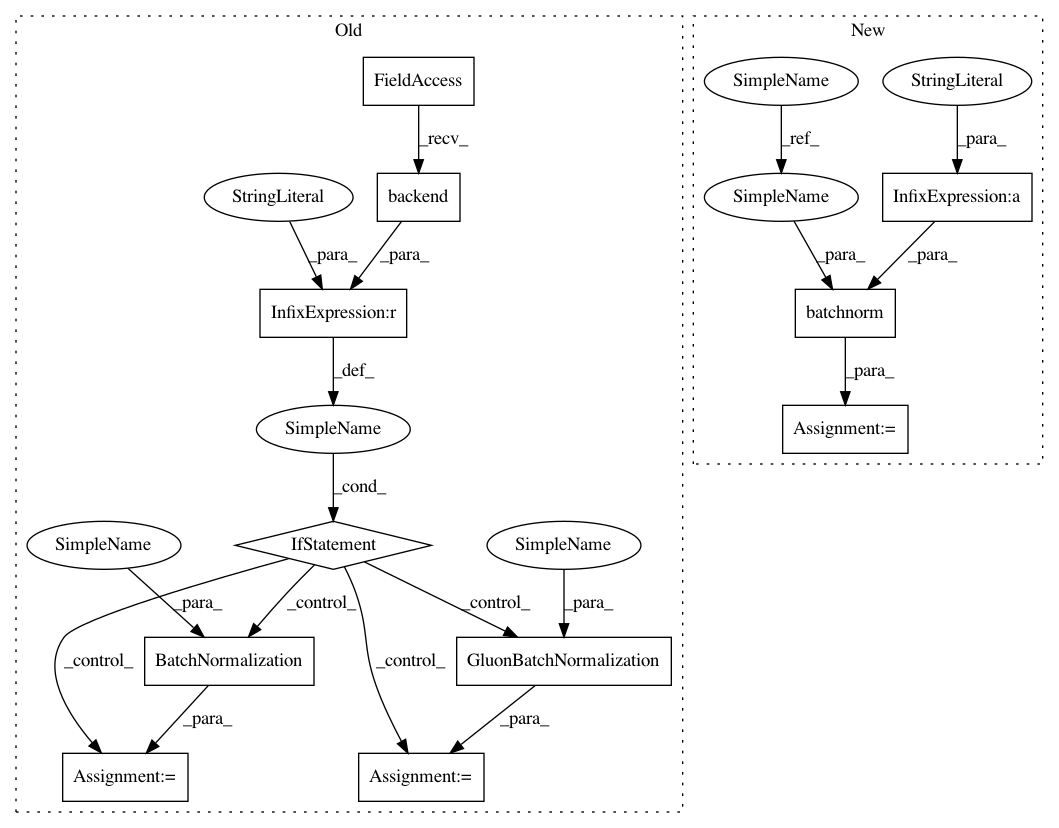 Old
New
FieldAccess
SimpleName
StringLiteral
_recv_
_ref_
_para_
StringLiteral
backend
SimpleName
InfixExpression:a
_para_
_para_
_para_
_para_
InfixExpression:r
batchnorm
_def_
_para_
SimpleName
Assignment:=
_cond_
SimpleName
IfStatement
SimpleName
_para_
_control_
_control_
_para_
_control_
BatchNormalization
_control_
GluonBatchNormalization
_para_
_para_
Assignment:=
Assignment:=